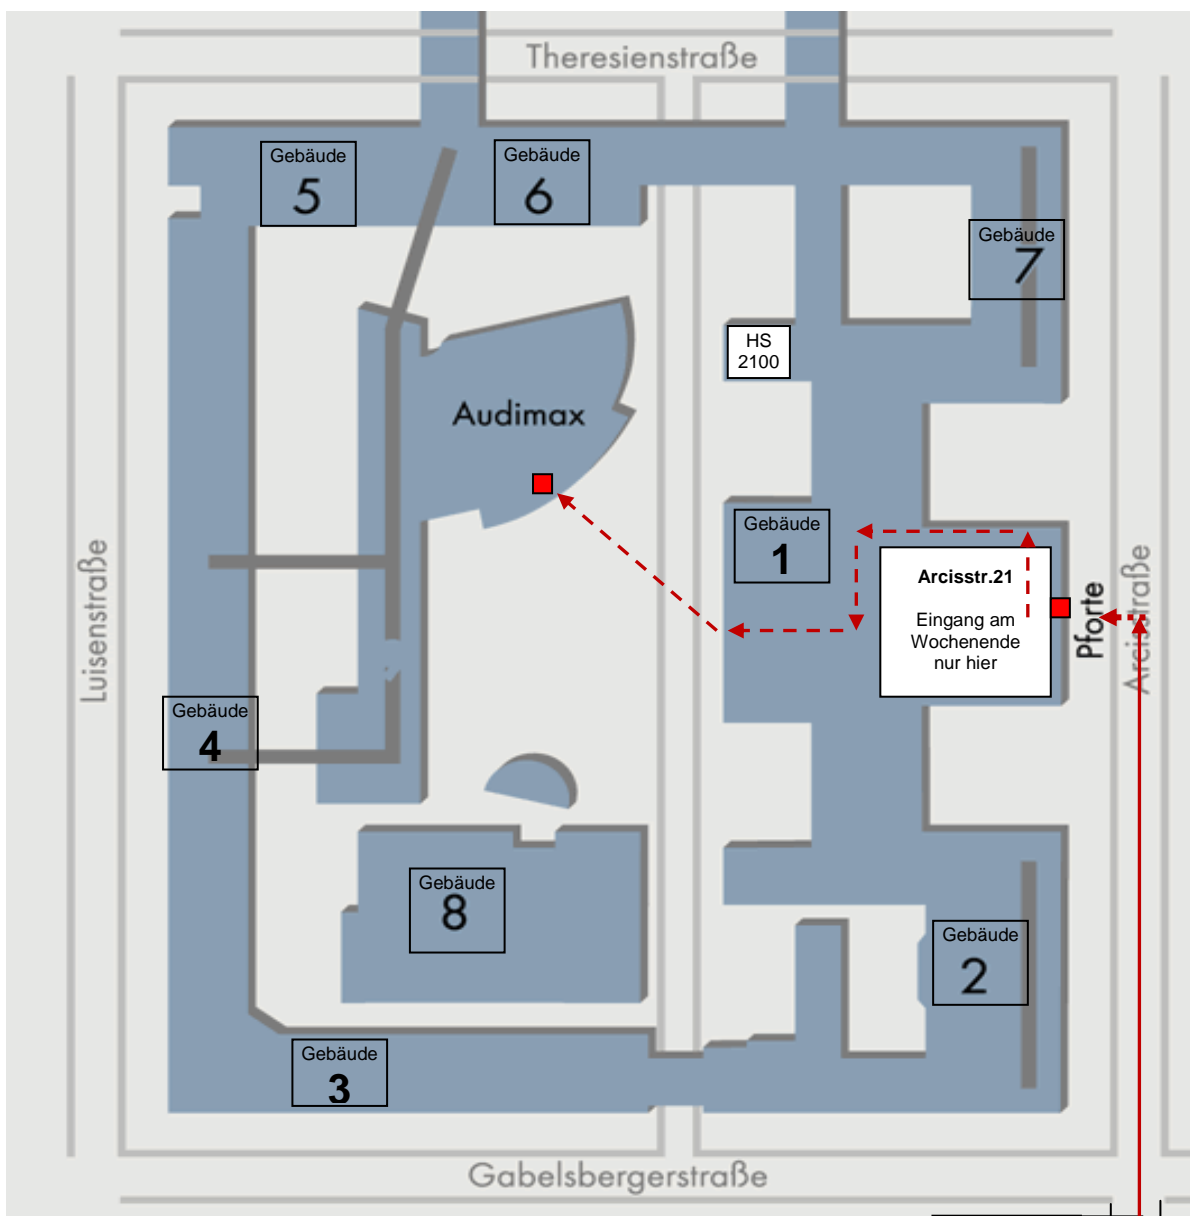 Theresienstraße
Gebäude
5
Gebäude
6
Gebäude
7
HS
2100
Audimax
Gebäude
1
Arcisstr.21
Eingang am
Wochenende
nur hier
Pforte
Arcisstraße
Luisenstraße
Gebäude
4
Gebäude
8
Gebäude
2
Gebäude
3
Gabelsbergerstraße